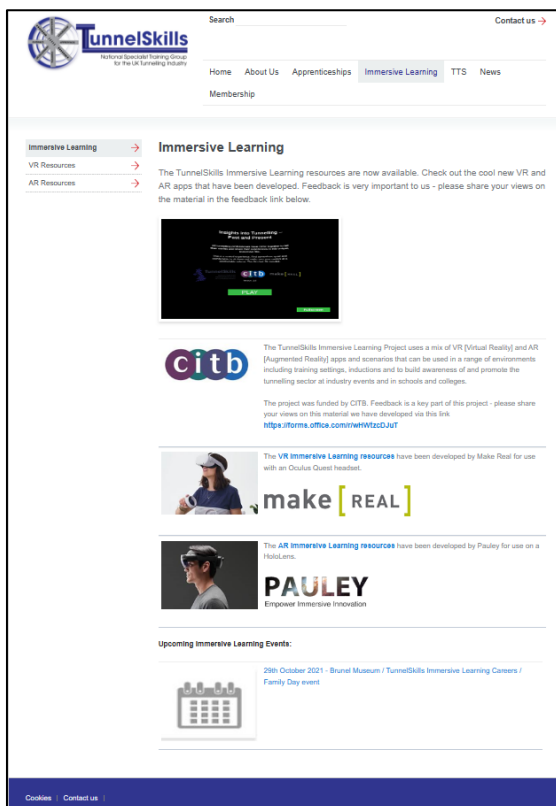 TunnelSkills
National Specialist Training Group
for the UK Tunnelling Industry
Search
Contact us
Home About Us Apprenticeships Immersive Learning TTS News
Membership
Immersive Learning
VR Resources
AR Resources
Immersive Learning
The TunnelSkills Immersive Learning resources are now available. Check out the cool new VR and
AR apps that have been developed. Feedback is very important to us - please share your views on
the material in the feedback link below.
Insights into Tunnelling –
Past and Present
citb
make[REAL]
PLAY
citb
The TunnelSkills Immersive Learning Project uses a mix of VR [Virtual Reality] and AR
[Augmented Reality] apps and scenarios that can be used in a range of environments
including training settings, inductions and to build awareness of and promote the
tunnelling sector at industry events and in schools and colleges.
The project was funded by CITB. Feedback is a key part of this project - please share
your views on this material we have developed via this link
The VR Immersive Learning resources have been developed by Make Real for use
with an Oculus Quest headset.
make [REAL]
The AR Immersive Learning resources have been developed by Pauley for use on a
HoloLens.
PAULEY
Empower Immersive Innovation
Upcoming Immersive Learning Events:
29th October 2021 - Brunel Museum / TunnelSkills Immersive Learning Careers /
Family Day event
Cookies | Contact us |